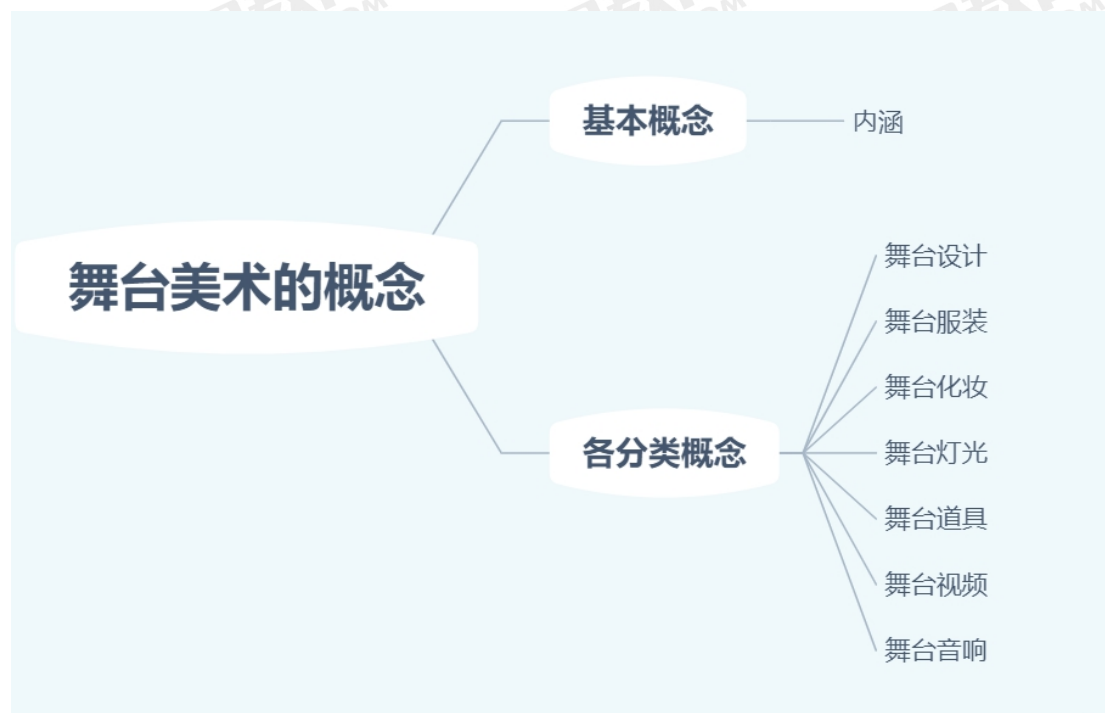 舞台美术的概念
基本概念
内涵
各分类概念
舞台设计
舞台服装
舞台化妆
舞台灯光
舞台道具
舞台视频
舞台音响